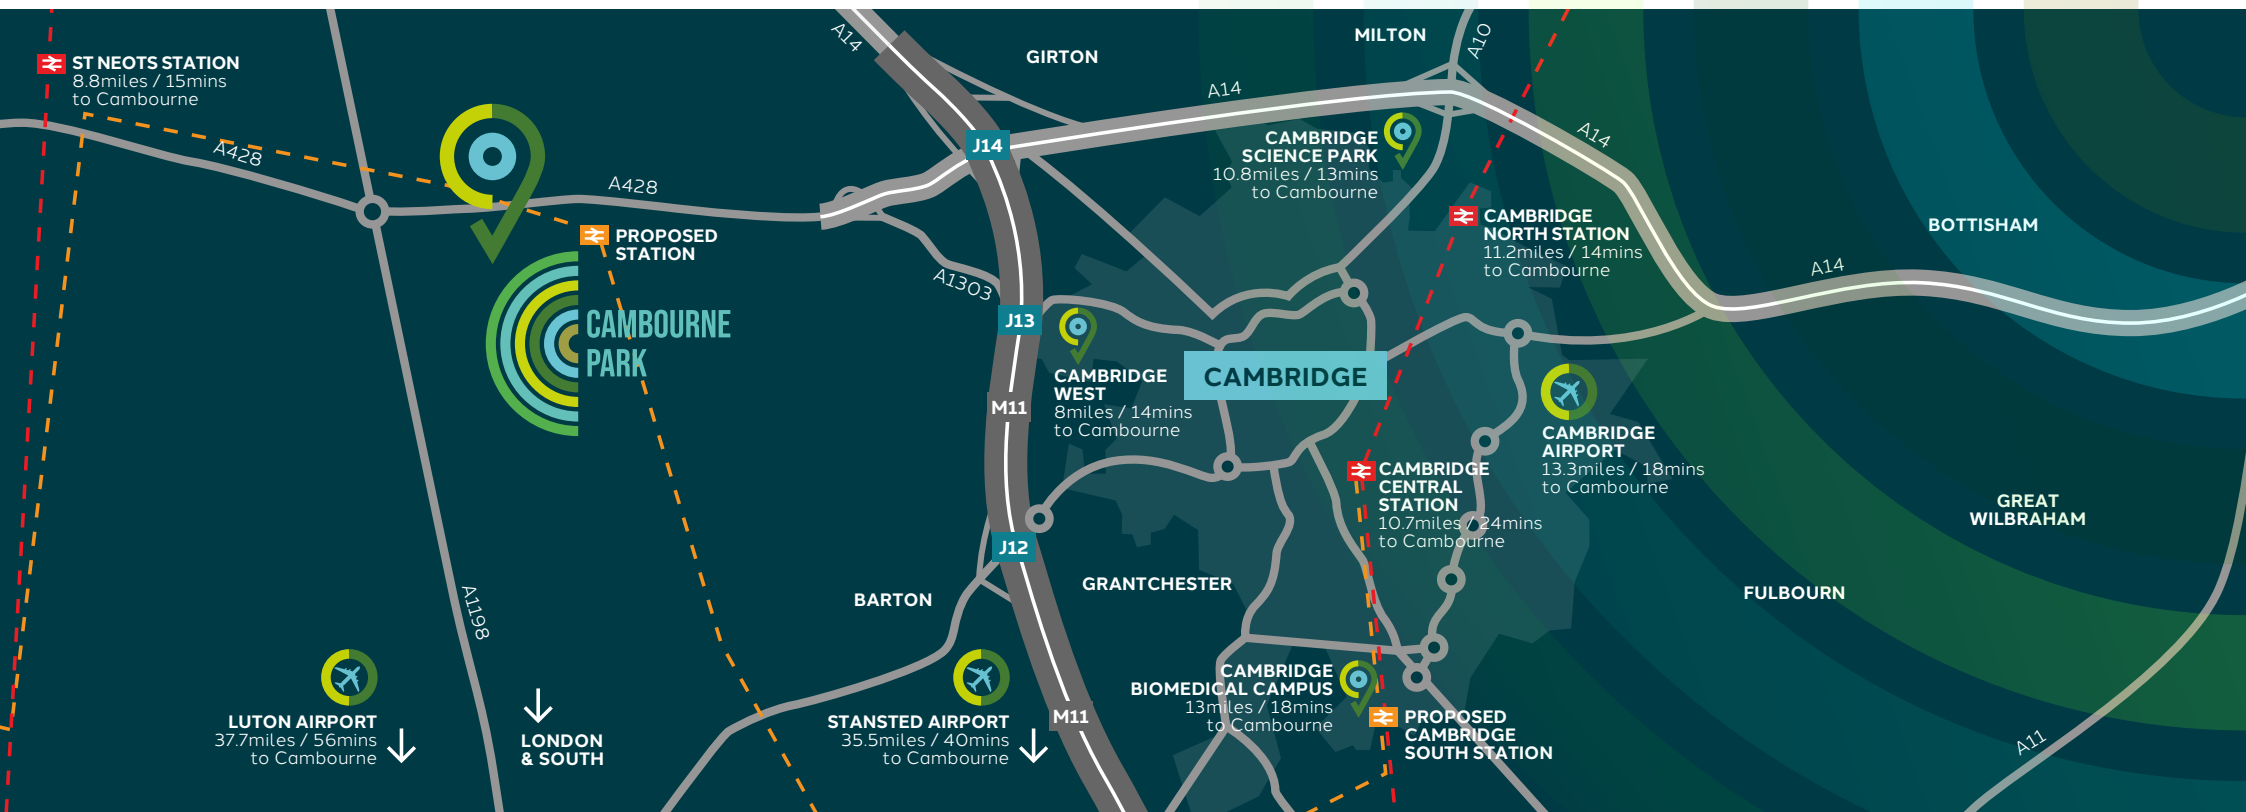 ST NEOTS STATION
8.8miles / 15mins
to Cambourne
A428
A428
PROPOSED
STATION
CAMBOURNE
PARK
A1198
LUTON AIRPORT
37.7miles / 56mins
to Cambourne
LONDON
& SOUTH
A14
GIRTON
MILTON
A10
A14
J14
CAMBRIDGE
SCIENCE PARK
10.8miles / 13mins
to Cambourne
A14
CAMBRIDGE
NORTH STATION
11.2miles / 14mins
to Cambourne
BOTTISHAM
A14
A1303
J13
CAMBRIDGE
WEST
8miles / 14mins
to Cambourne
CAMBRIDGE
M11
CAMBRIDGE
AIRPORT
13.3miles / 18mins
to Cambourne
CAMBRIDGE
CENTRAL
STATION
10.7miles / 24mins
to Cambourne
GREAT
WILBRAHAM
J12
GRANTCHESTER
BARTON
FULBOURN
STANSTED AIRPORT
35.5miles / 40mins
to Cambourne
M11
CAMBRIDGE
BIOMEDICAL CAMPUS
13miles / 18mins
to Cambourne
PROPOSED
CAMBRIDGE
SOUTH STATION
A11